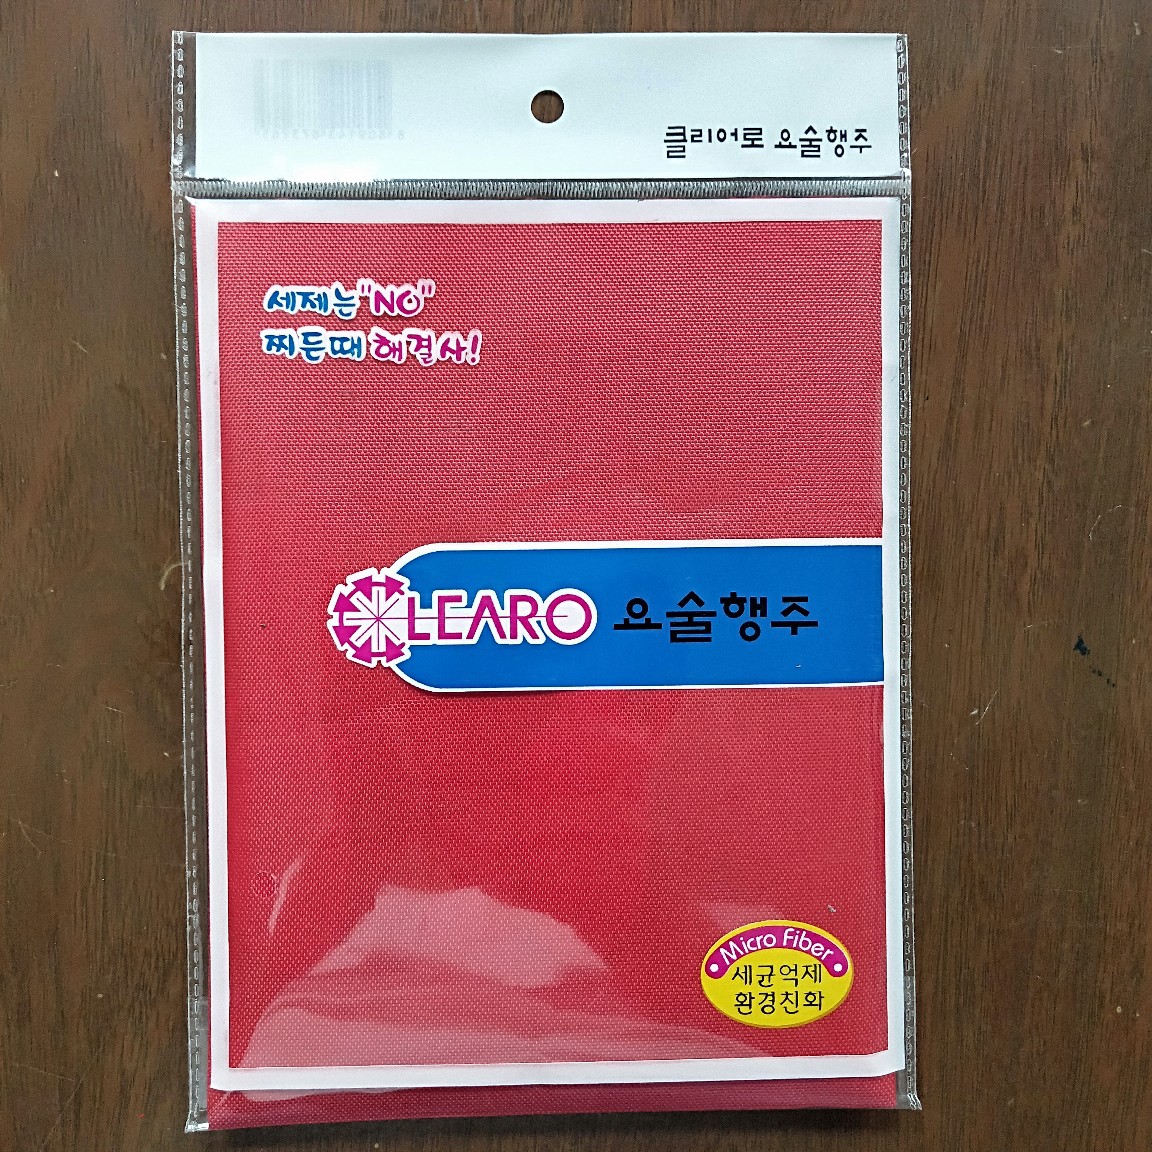 클리어로 요술행주
세제는 "NO"
찌든때 해결사!
CLEARO 요술행주
Micro Fiber
세균억제
환경친화